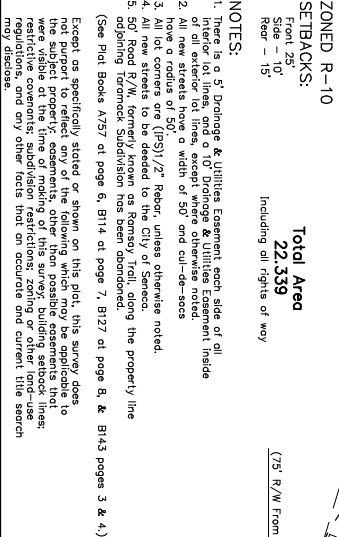 ZONED R-10
SETBACKS:
Front 25'
Side - 10'
Rear - 15'
Total Area
22.339
Including all rights of way
(75' R/W From
NOTES:
1. There is a 5' Drainage & Utilities Easement each side of all
interior lot lines, and a 10' Drainage & Utilities Easement inside
of all exterior lot lines, except where otherwise noted.
2. All new streets have a width of 50' and cul-de-sacs
have a radius of 50'.
3. All lot corners are (IPS)1/2" Rebar, unless otherwise noted.
4. All new streets to be deeded to the City of Seneca.
5. 50' Road R/W, formerly known as Ramsay Trail, along the property line
adjoining Taramack Subdivision has been abandoned.
(See Plat Books A757 at page 6, B114 at page 7, B127 at page 8, & B143 pages 3 & 4.)
Except as specifically stated or shown on this plat, this survey does
not purport to reflect any of the following which may be applicable to
the subject property: easements, other than possible easements that
were visible at the time of making of this survey; building setback lines;
restrictive covenants; subdivision restrictions; zoning or other land-use
regulations, and any other facts that an accurate and current title search
may disclose.